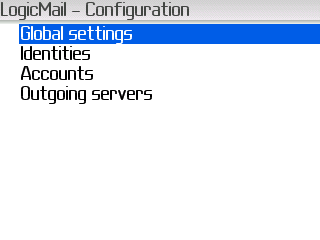 LogicMail - Configuration
Global settings
Identities
Accounts
Outgoing servers